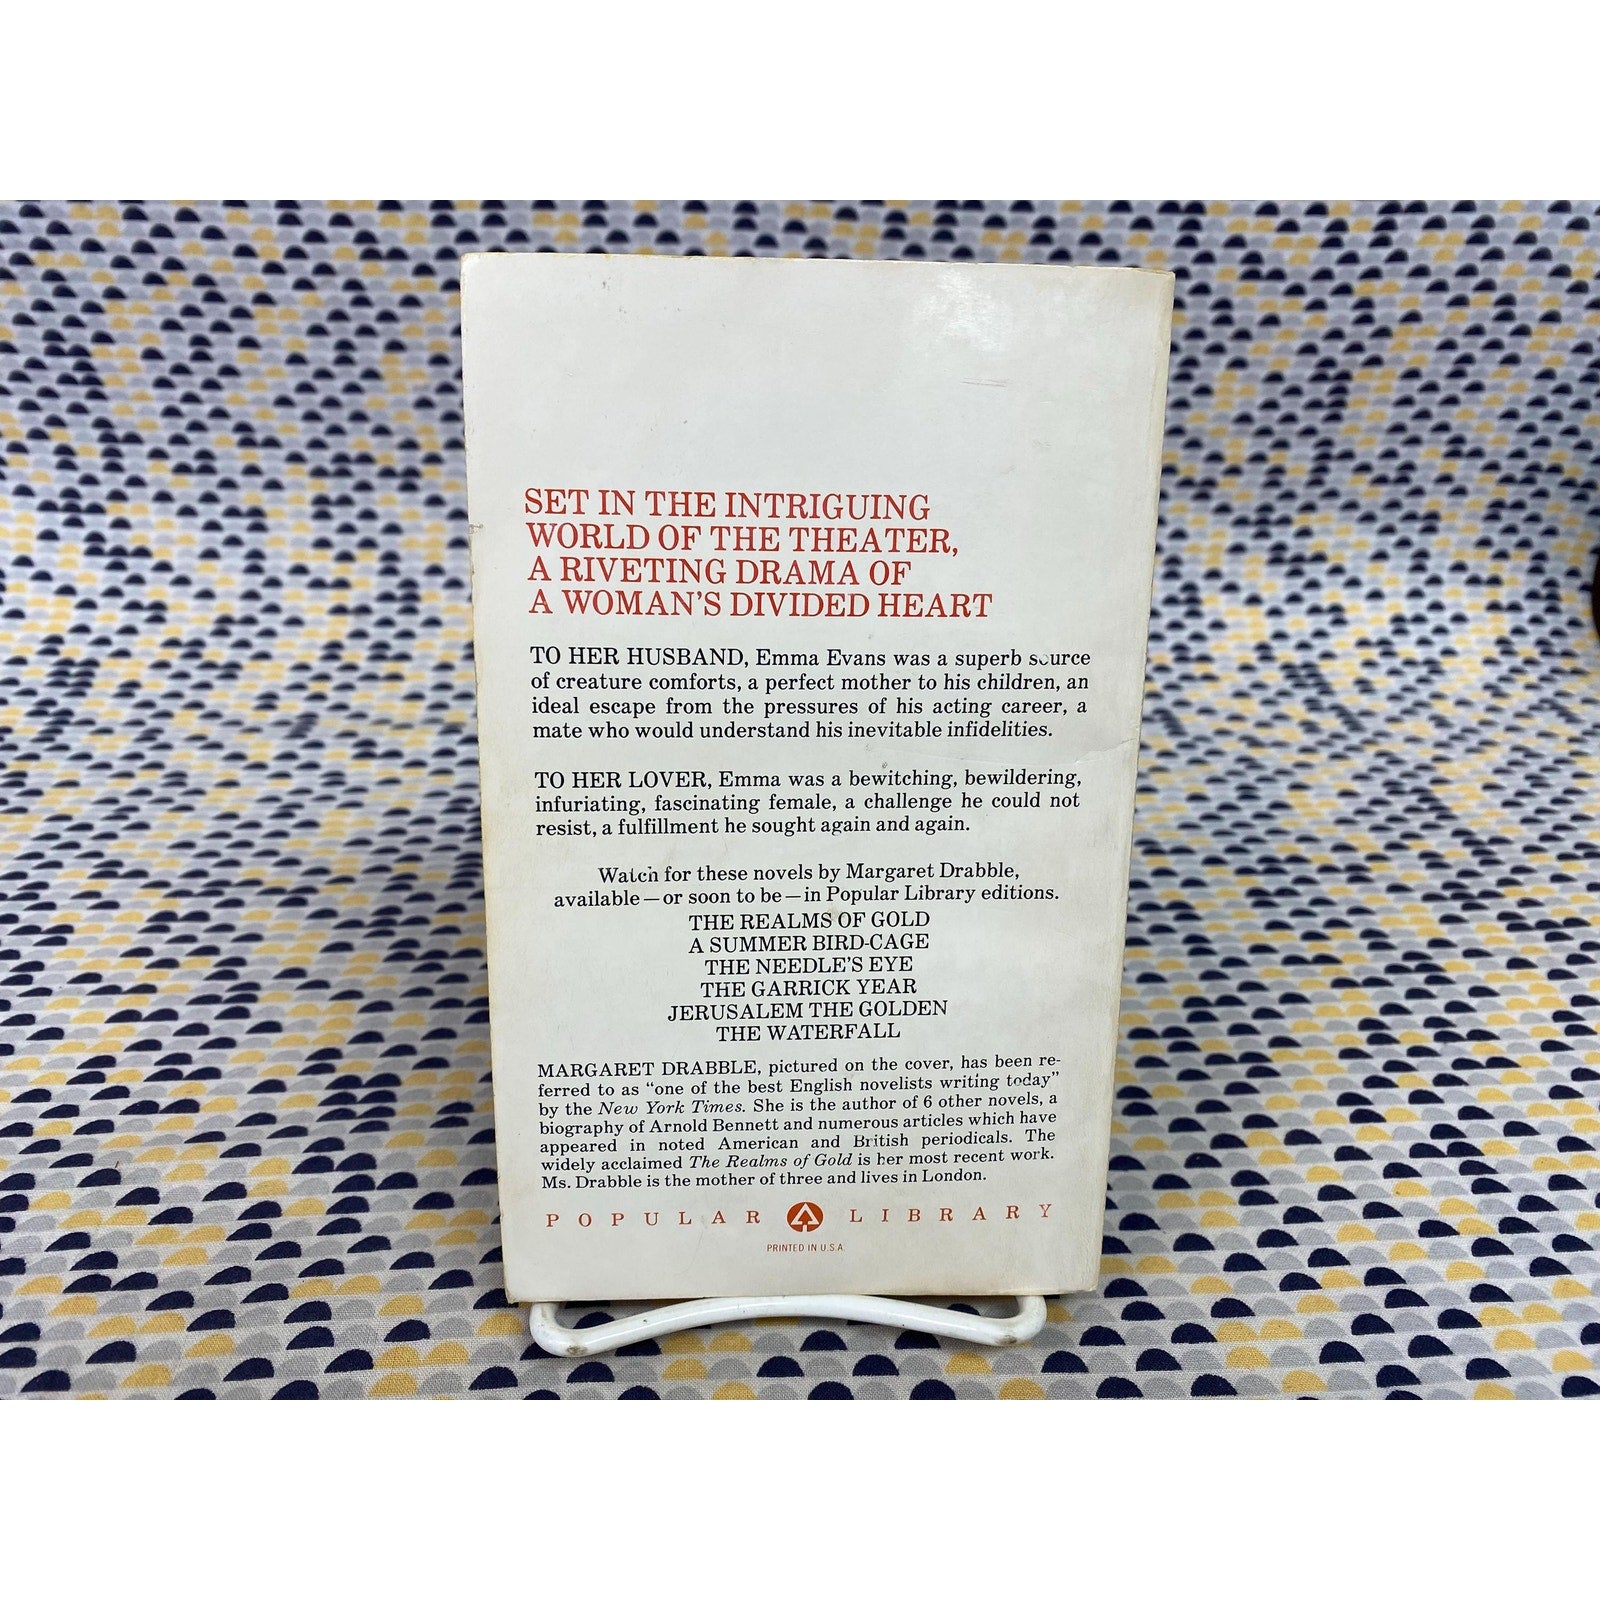 SET IN THE INTRIGUING
WORLD OF THE THEATER,
A RIVETING DRAMA OF
A WOMAN'S DIVIDED HEART
TO HER HUSBAND, Emma Evans was a superb source
of creature comforts, a perfect mother to his children, an
ideal escape from the pressures of his acting career, a
mate who would understand his inevitable infidelities.
TO HER LOVER, Emma was a bewitching, bewildering,
infuriating, fascinating female, a challenge he could not
resist, a fulfillment he sought again and again.
Watch for these novels by Margaret Drabble,
available—or soon to be—in Popular Library editions.
THE REALMS OF GOLD
A SUMMER BIRD-CAGE
THE NEEDLE'S EYE
THE GARRICK YEAR
JERUSALEM THE GOLDEN
THE WATERFALL
MARGARET DRABBLE, pictured on the cover, has been re-
ferred to as "one of the best English novelists writing today"
by the New York Times. She is the author of 6 other novels, a
biography of Arnold Bennett and numerous articles which have
appeared in noted American and British periodicals. The
widely acclaimed The Realms of Gold is her most recent work.
Ms. Drabble is the mother of three and lives in London.
POPULAR LIBRARY
PRINTED IN U.S.A